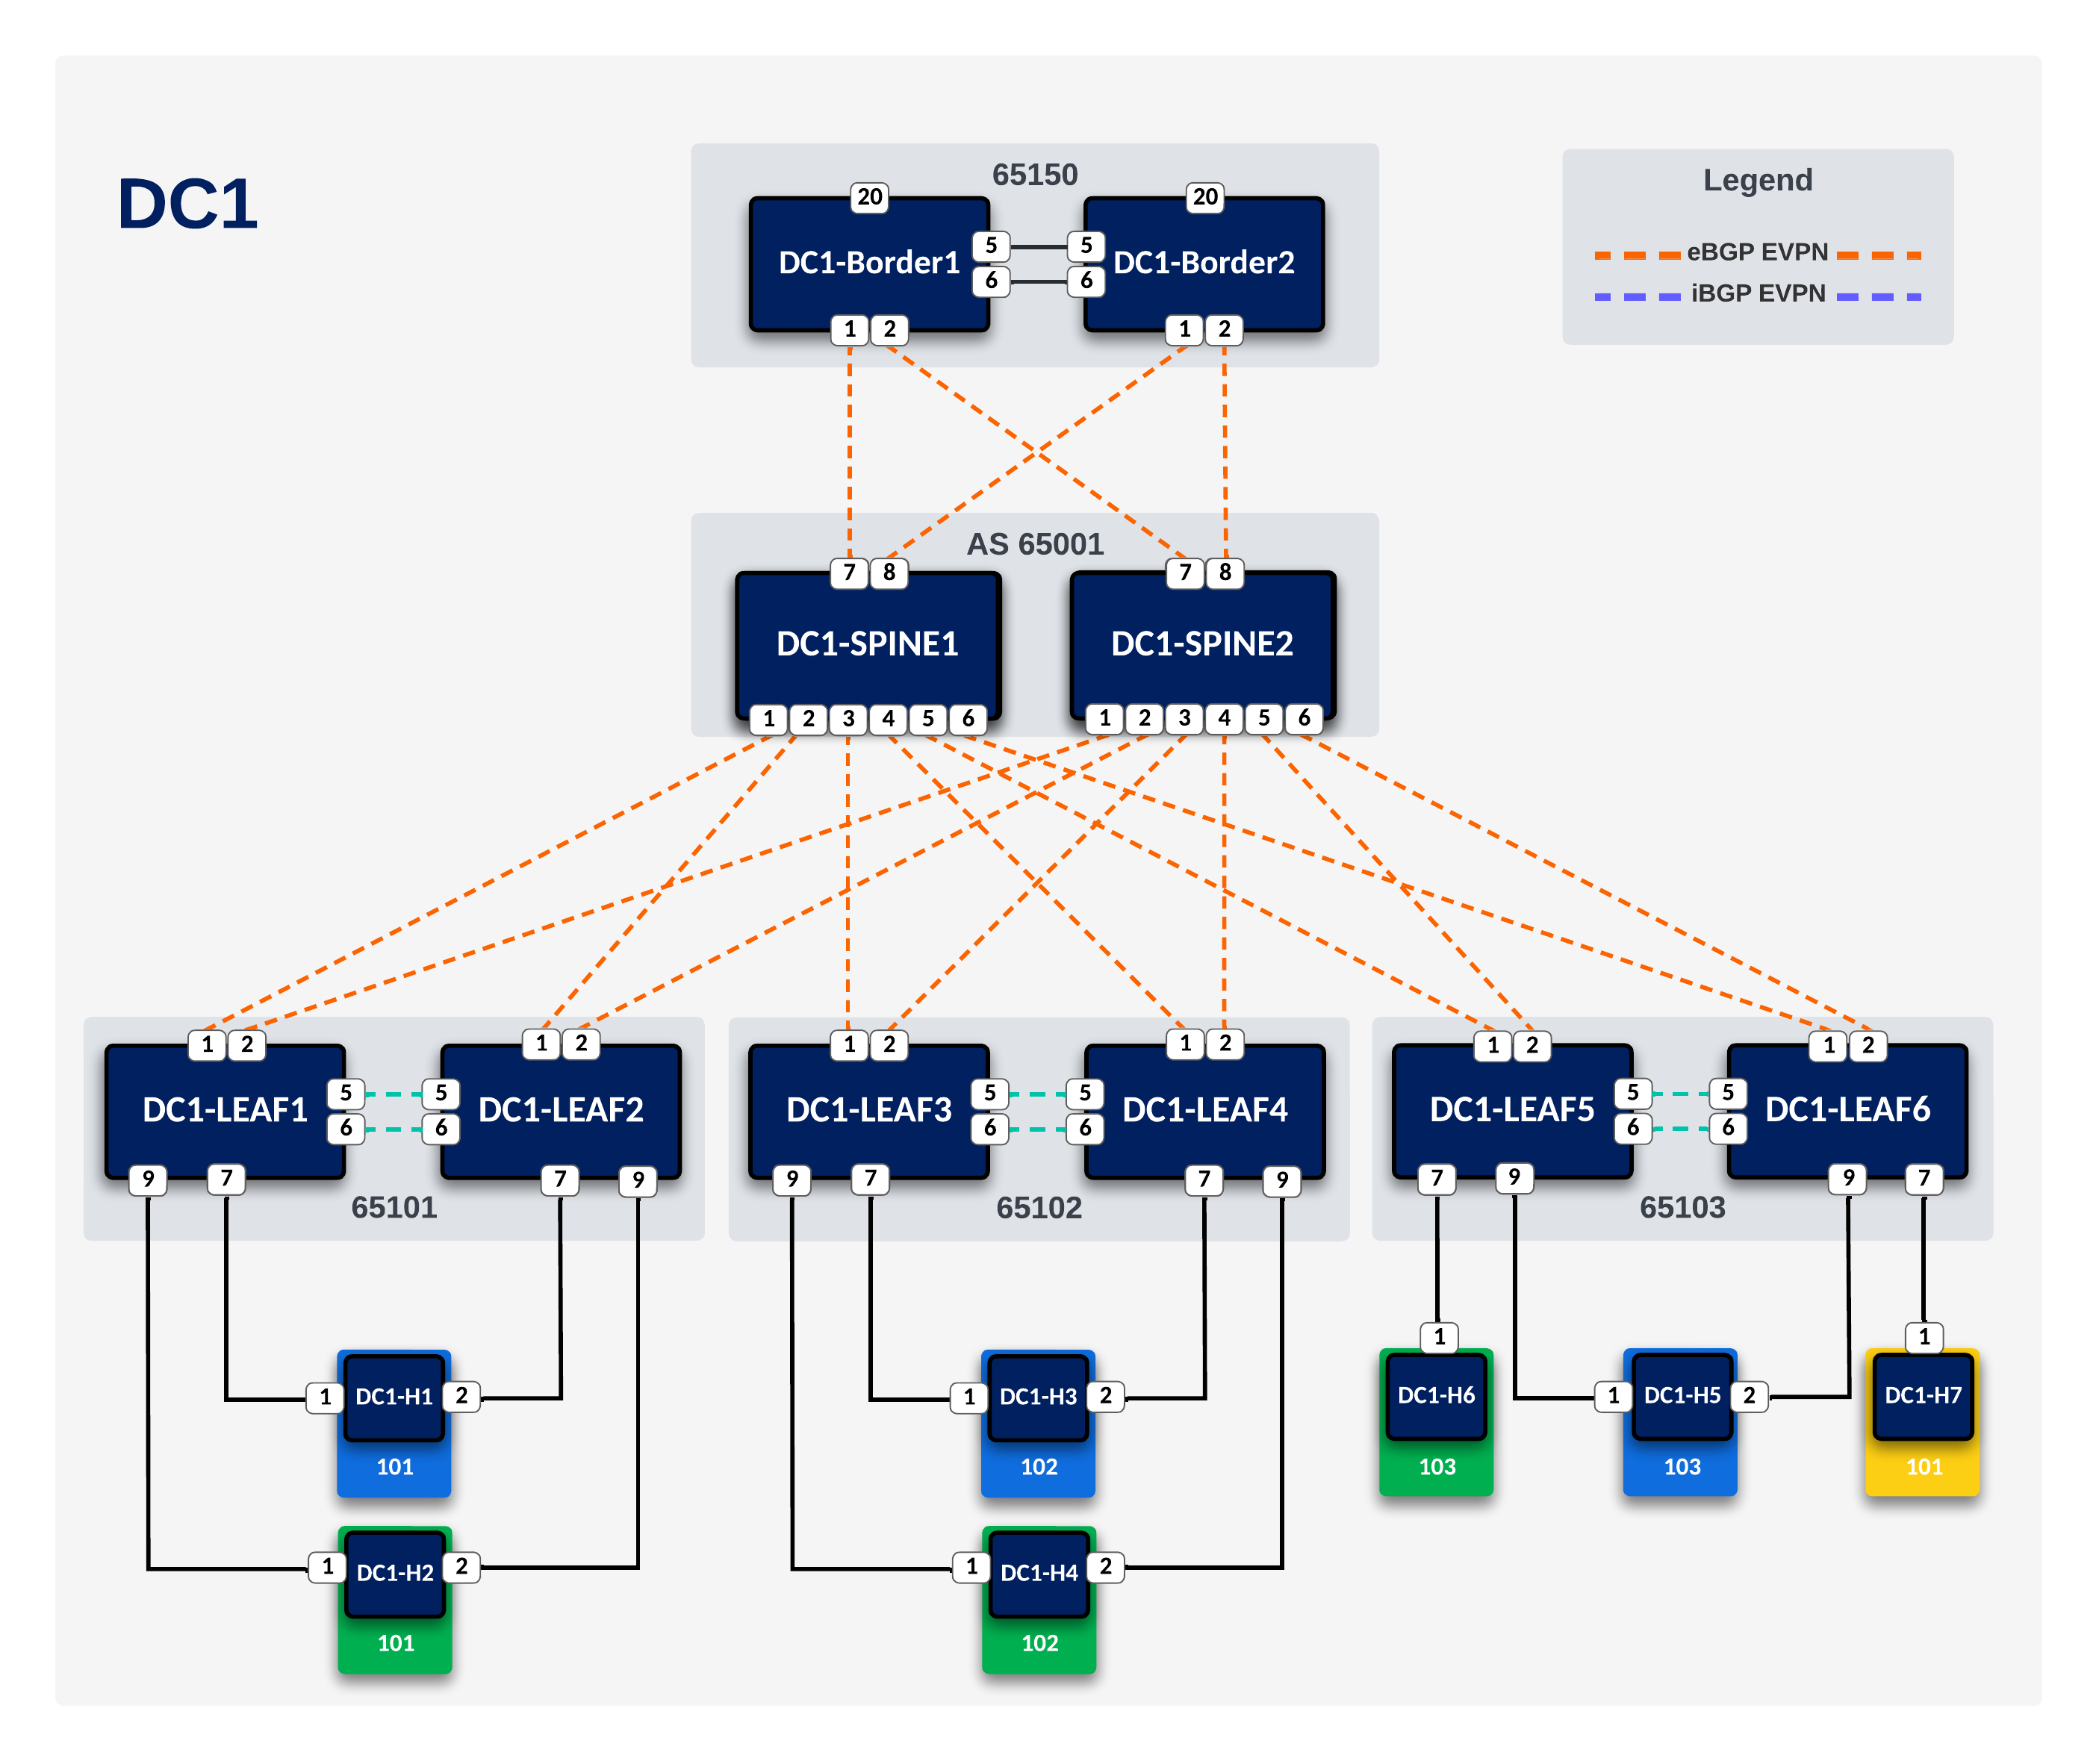 DC1
65150
20 20
DC1-Border1 5 5 DC1-Border2
6 6
1 2 1 2
Legend
eBGP EVPN
iBGP EVPN
AS 65001
7 8 7 8
DC1-SPINE1 DC1-SPINE2
1 2 3 4 5 6 1 2 3 4 5 6
1 2 1 2 1 2 1 2 1 2 1 2
5 5 5 5 5 5
DC1-LEAF1 DC1-LEAF2 DC1-LEAF3 DC1-LEAF4 DC1-LEAF5 DC1-LEAF6
6 6 6 6 6 6
9 7 7 9 9 7 7 9 7 9 9 7
65101 65102 65103
1 1
1 DC1-H1 2 1 DC1-H3 2 DC1-H6 1 DC1-H5 2 DC1-H7
101 102 103 103 101
1 DC1-H2 2 1 DC1-H4 2
101 102